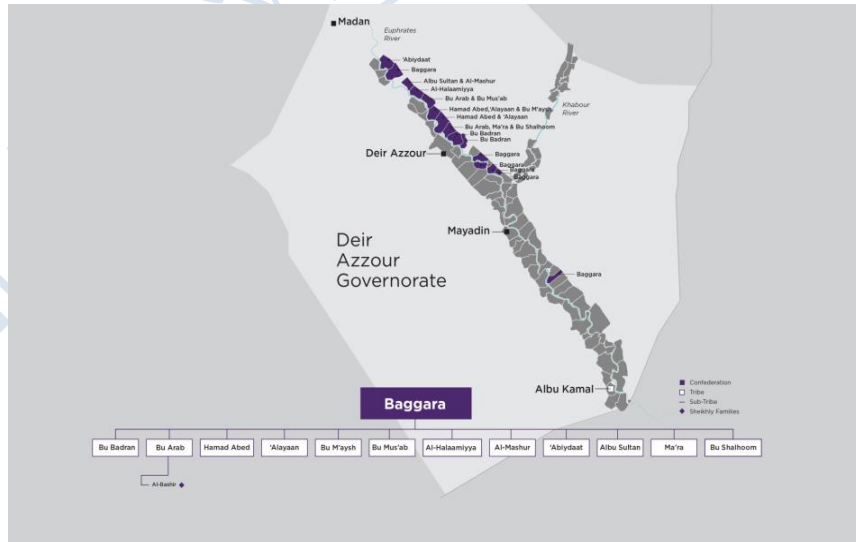 Madan
Euphrates
River
'Abiydaat
Baggara
Albu Sultan & Al-Mashur
Al-Halaamiyya
Bu Arab & Bu Mus'ab
Khabour
River
Hamad Abed,'Alayaan & Bu M'aysh
Hamad Abed & 'Alayaan
Bu Arab, Ma'ra & Bu Shalhoom
Bu Badran
Bu Badran
Deir Azzour
Baggara
Baggara
Baggara
Baggara
Mayadin
Deir
Azzour
Governorate
Baggara
Albu Kamal
Confederation
Tribe
Sub-Tribe
Sheikhly Families
Baggara
Bu Badran
Bu Arab
Hamad Abed
'Alayaan
Bu M'aysh
Bu Mus'ab
Al-Halaamiyya
Al-Mashur
'Abiydaat
Albu Sultan
Ma'ra
Bu Shalhoom
Al-Bashir